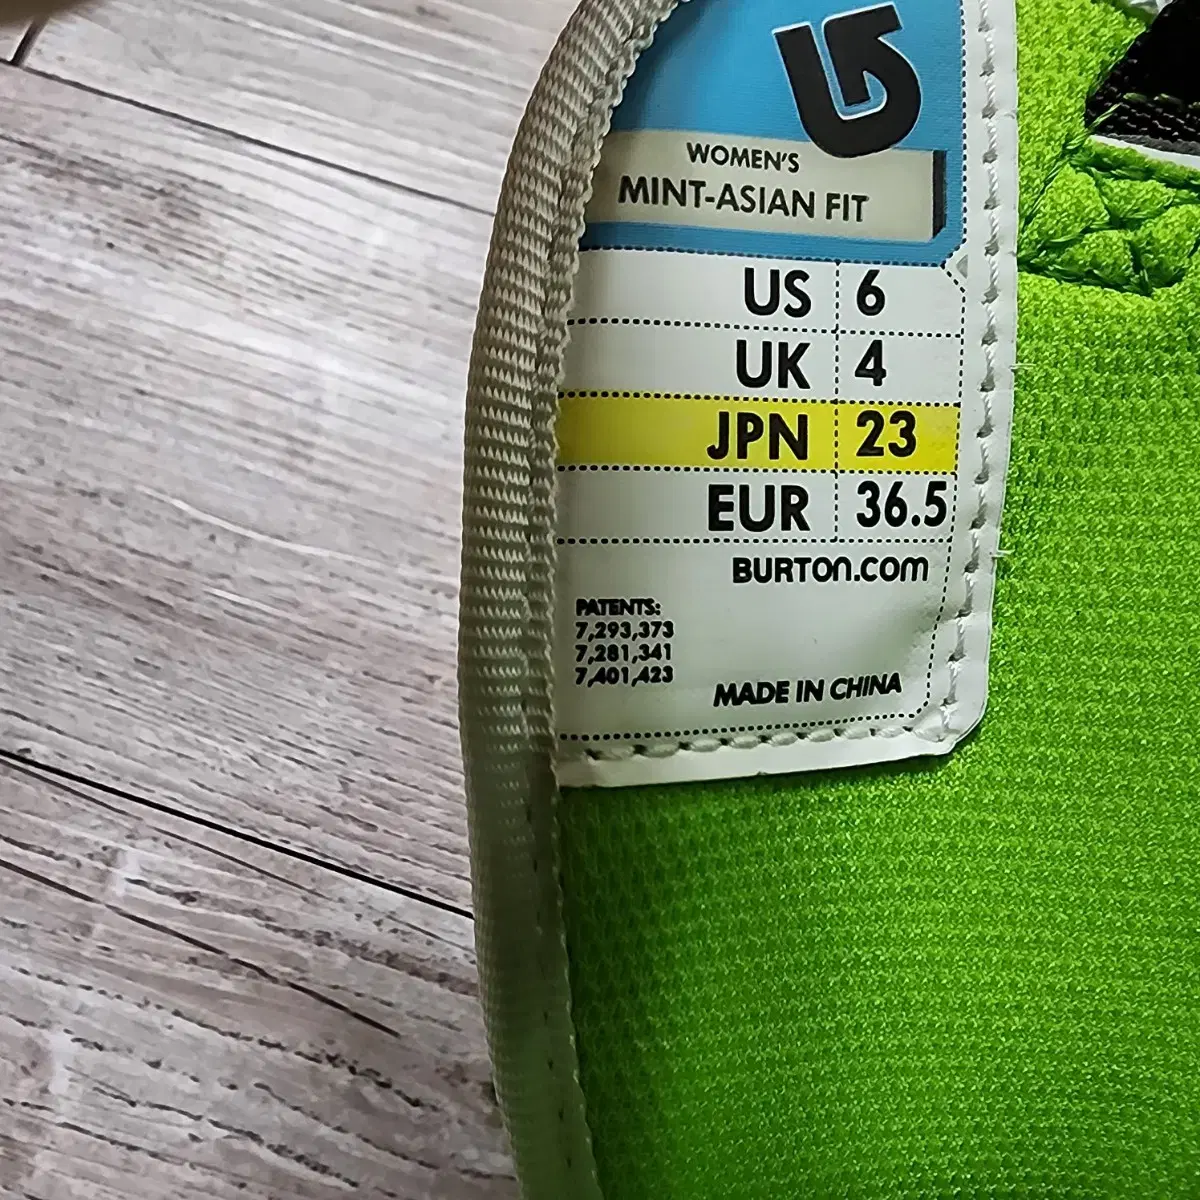 WOMEN'S
MINT-ASIAN FIT
US 6
UK 4
JPN 23
EUR 36.5
BURTON.COM
PATENTS:
7,293,373
7,281,341
7,401,423
MADE IN CHINA